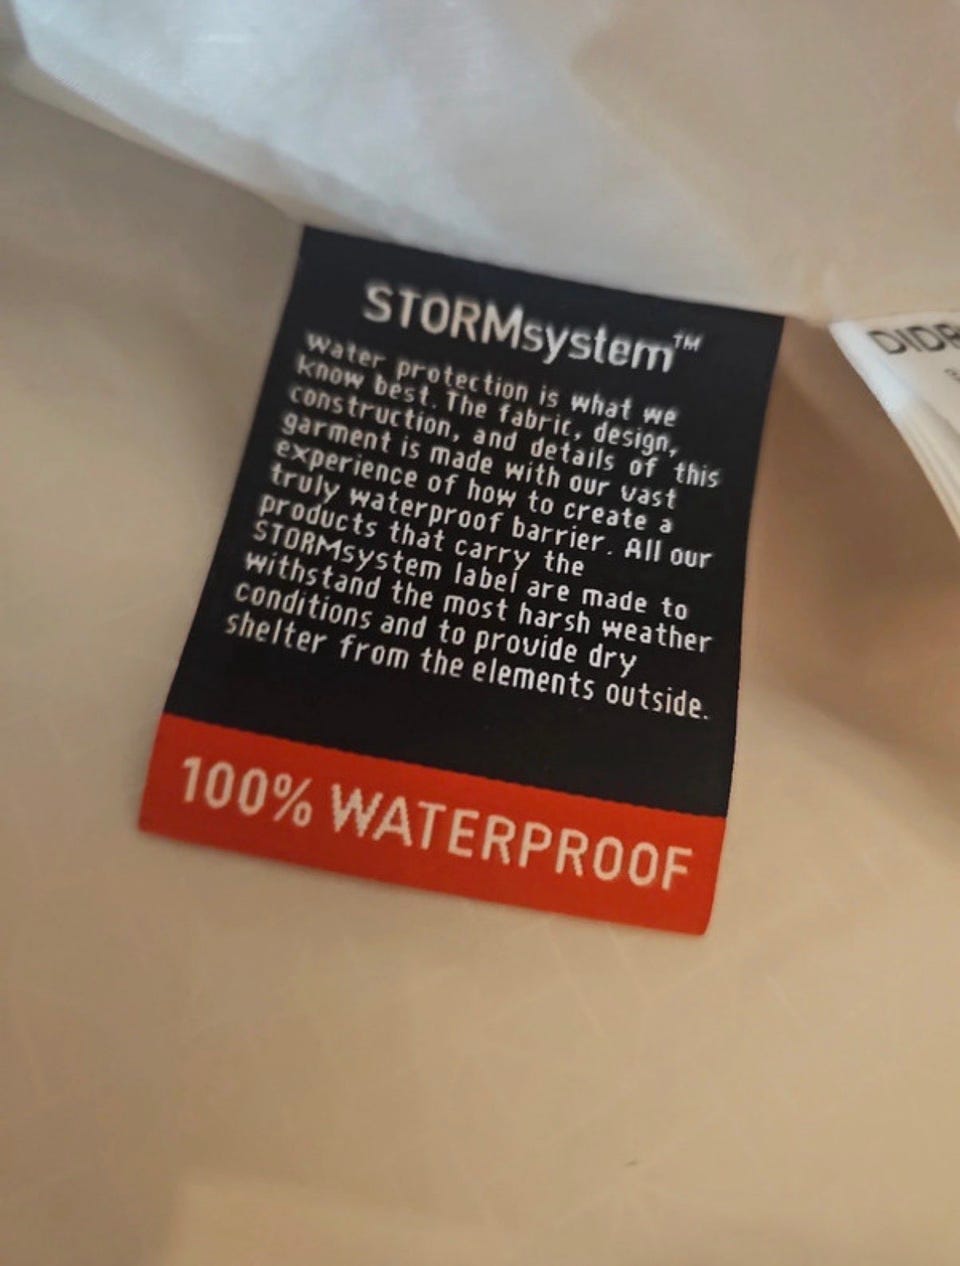 STORMsystem™
Water protection is what we
know best. The fabric, design,
construction, and details of this
garment is made with our vast
experience of how to create a
truly waterproof barrier. All our
products that carry the
STORMsystem label are made to
withstand the most harsh weather
conditions and to provide dry
shelter from the elements outside.
100% WATERPROOF